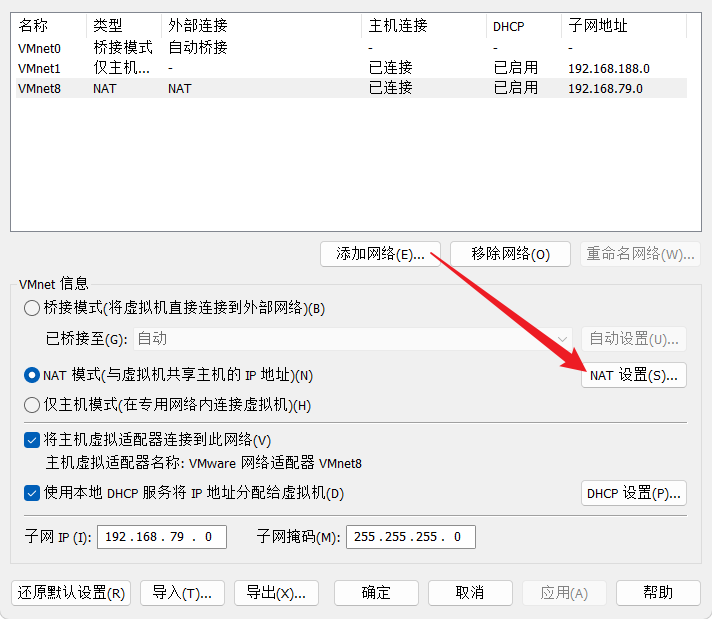 名称 类型 外部连接 主机连接 DHCP 子网地址
VMnet0 桥接模式 自动桥接 - - -
VMnet1 仅主机... - 已连接 已启用 192.168.188.0
VMnet8 NAT NAT 已连接 已启用 192.168.79.0
添加网络(E)... 移除网络(O) 重命名网络(W)...
VMnet 信息
桥接模式(将虚拟机直接连接到外部网络)(B)
已桥接至(G): 自动 自动设置(U)...
NAT 模式(与虚拟机共享主机的 IP 地址)(N) NAT 设置(S)...
仅主机模式(在专用网络内连接虚拟机)(H)
将主机虚拟适配器连接到此网络(V)
主机虚拟适配器名称: VMware 网络适配器 VMnet8
使用本地 DHCP 服务将 IP 地址分配给虚拟机(D) DHCP 设置(P)...
子网 IP (I): 192 . 168 . 79 . 0 子网掩码(M): 255 . 255 . 255 . 0
还原默认设置(R) 导入(T)... 导出(X)... 确定 取消 应用(A) 帮助